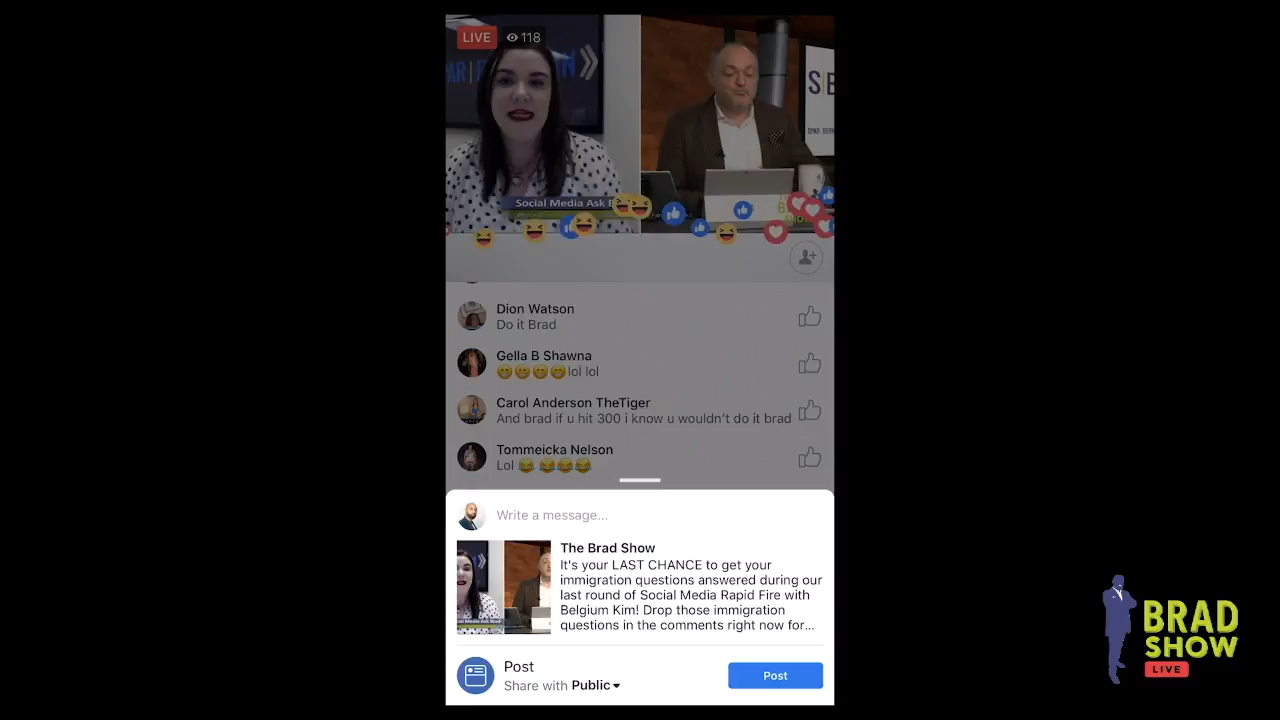 LIVE 118
Social Media Ask B
Dion Watson
Do it Brad
Gella B Shawna
😁😁😁😁lol lol
Carol Anderson TheTiger
And brad if u hit 300 i know u wouldn't do it brad
Tommeicka Nelson
Lol 😂 😂😂😂
Write a message...
The Brad Show
It's your LAST CHANCE to get your
immigration questions answered during our
last round of Social Media Rapid Fire with
Belgium Kim! Drop those immigration
questions in the comments right now for...
Post
Share with Public
Post
BRAD
SHOW
LIVE